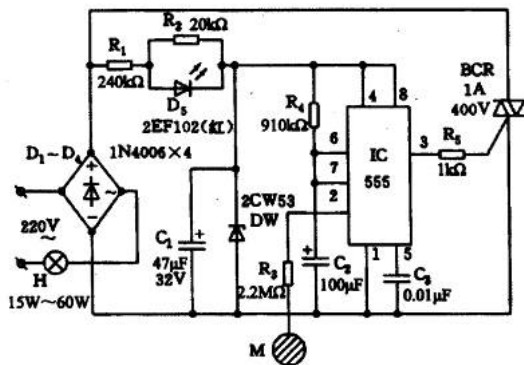 R₂ 20kΩ
R₁
240kΩ
D₅
2EF102(红)
BCR
1A
400V
R₄
910kΩ
4
8
D₁~D₄
1N4006×4
6
7
2
IC
555
3
R₅
1kΩ
+
~
−
220V
~
H
15W~60W
C₁
+
47μF
32V
2CW53
DW
R₃
2.2MΩ
+
C₂
100μF
1
5
C₃
0.01μF
M